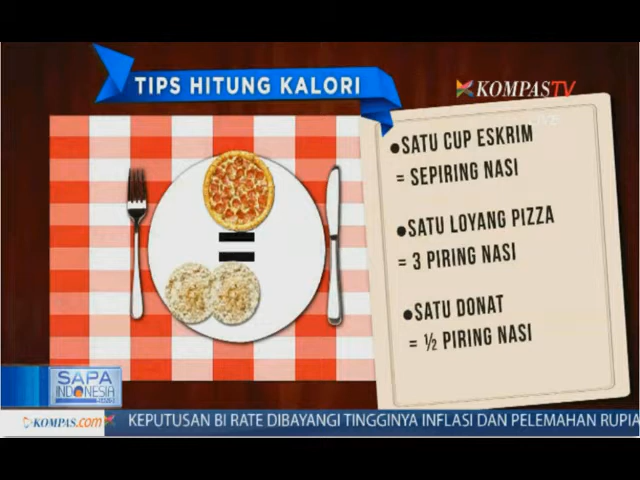 TIPS HITUNG KALORI
KOMPASTV
LIVE
•SATU CUP ESKRIM
= SEPIRING NASI
•SATU LOYANG PIZZA
= 3 PIRING NASI
•SATU DONAT
= ½ PIRING NASI
SAPA
INDONESIA
KOMPAS.com
KEPUTUSAN BI RATE DIBAYANGI TINGGINYA INFLASI DAN PELEMAHAN RUPIA